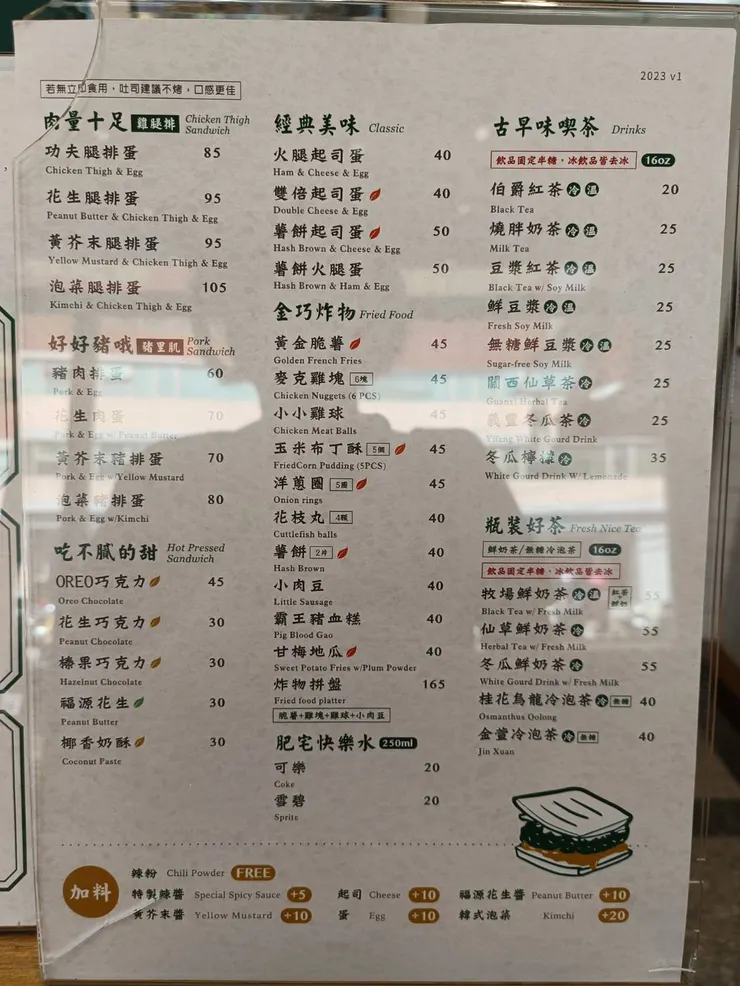 2023 v1
若無立即食用，吐司建議不烤，口感更佳
肉量十足 雞腿排 Chicken Thigh Sandwich
功夫腿排蛋 85
Chicken Thigh & Egg
花生腿排蛋 95
Peanut Butter & Chicken Thigh & Egg
黃芥末腿排蛋 95
Yellow Mustard & Chicken Thigh & Egg
泡菜腿排蛋 105
Kimchi & Chicken Thigh & Egg
好好豬哦 豬里肌 Pork Sandwich
豬肉排蛋 60
Pork & Egg
花生肉蛋 70
Pork & Egg w/ Peanut Butter
黃芥末豬排蛋 70
Pork & Egg w/Yellow Mustard
泡菜豬排蛋 80
Pork & Egg w/Kimchi
吃不膩的甜 Hot Pressed Sandwich
OREO巧克力 45
Oreo Chocolate
花生巧克力 30
Peanut Chocolate
榛果巧克力 30
Hazelnut Chocolate
福源花生 30
Peanut Butter
椰香奶酥 30
Coconut Paste
經典美味 Classic
火腿起司蛋 40
Ham & Cheese & Egg
雙倍起司蛋 40
Double Cheese & Egg
薯餅起司蛋 50
Hash Brown & Cheese & Egg
薯餅火腿蛋 50
Hash Brown & Ham & Egg
金巧炸物 Fried Food
黃金脆薯 45
Golden French Fries
麥克雞塊 6塊 45
Chicken Nuggets (6 PCS)
小小雞球 45
Chicken Meat Balls
玉米布丁酥 5個 45
FriedCorn Pudding (5PCS)
洋蔥圈 5圈 45
Onion rings
花枝丸 4顆 40
Cuttlefish balls
薯餅 2片 40
Hash Brown
小肉豆 40
Little Sausage
霸王豬血糕 40
Pig Blood Gao
甘梅地瓜 40
Sweet Potato Fries w/Plum Powder
炸物拼盤 165
Fried food platter
脆薯+雞塊+雞球+小肉豆
肥宅快樂水 250ml
可樂 20
Coke
雪碧 20
Sprite
古早味喫茶 Drinks
飲品固定半糖，冰飲品皆去冰 16oz
伯爵紅茶 冷 溫 20
Black Tea
燒胖奶茶 冷 溫 25
Milk Tea
豆漿紅茶 冷 溫 25
Black Tea w/ Soy Milk
鮮豆漿 冷 溫 25
Fresh Soy Milk
無糖鮮豆漿 冷 溫 25
Sugar-free Soy Milk
關西仙草茶 冷 25
Guanxi Herbal Tea
義豐冬瓜茶 冷 25
Yifeng White Gourd Drink
冬瓜檸檬 冷 35
White Gourd Drink W/ Lemonade
瓶裝好茶 Fresh Nice Tea
鮮奶茶/無糖冷泡茶 16oz
飲品固定半糖，冰飲品皆去冰
牧場鮮奶茶 冷 溫 紅茶+鮮奶 55
Black Tea w/ Fresh Milk
仙草鮮奶茶 冷 55
Herbal Tea w/ Fresh Milk
冬瓜鮮奶茶 冷 55
White Gourd Drink w/ Fresh Milk
桂花烏龍冷泡茶 冷 無糖 40
Osmanthus Oolong
金萱冷泡茶 冷 無糖 40
Jin Xuan
加料
辣粉 Chili Powder FREE
特製辣醬 Special Spicy Sauce +5 起司 Cheese +10 福源花生醬 Peanut Butter +10
黃芥末醬 Yellow Mustard +10 蛋 Egg +10 韓式泡菜 Kimchi +20